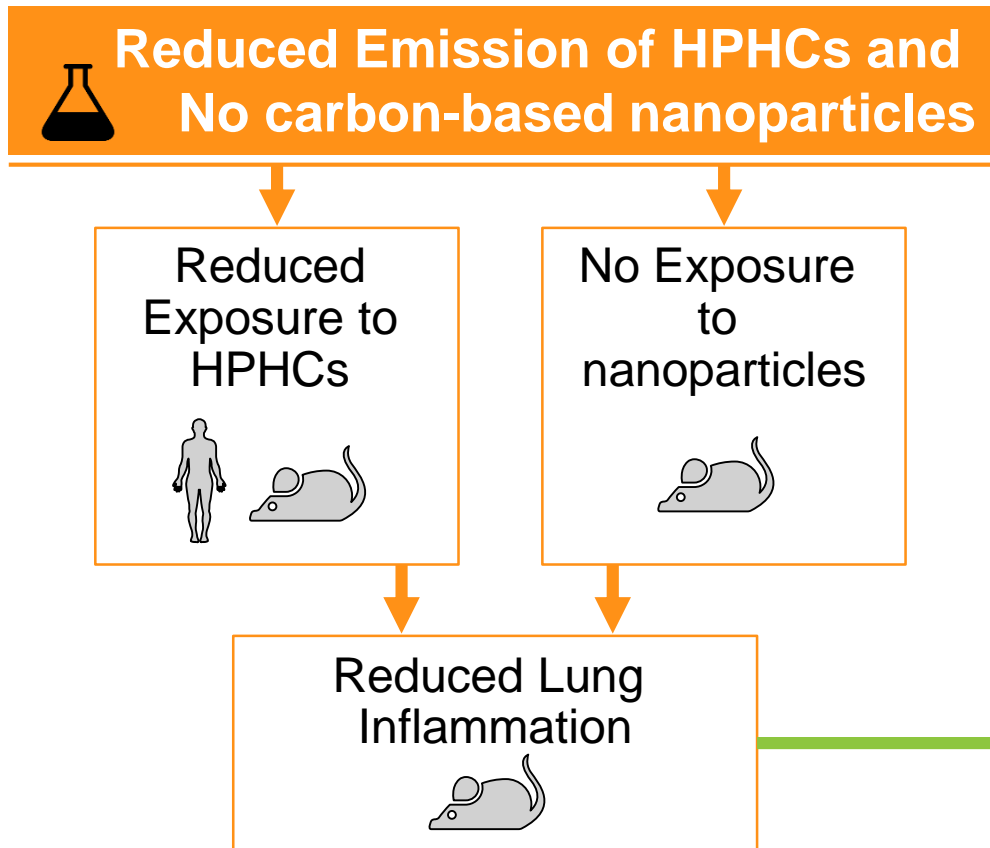 Reduced Emission of HPHCs and
No carbon-based nanoparticles
Reduced
Exposure to
HPHCs
No Exposure
to
nanoparticles
Reduced Lung
Inflammation